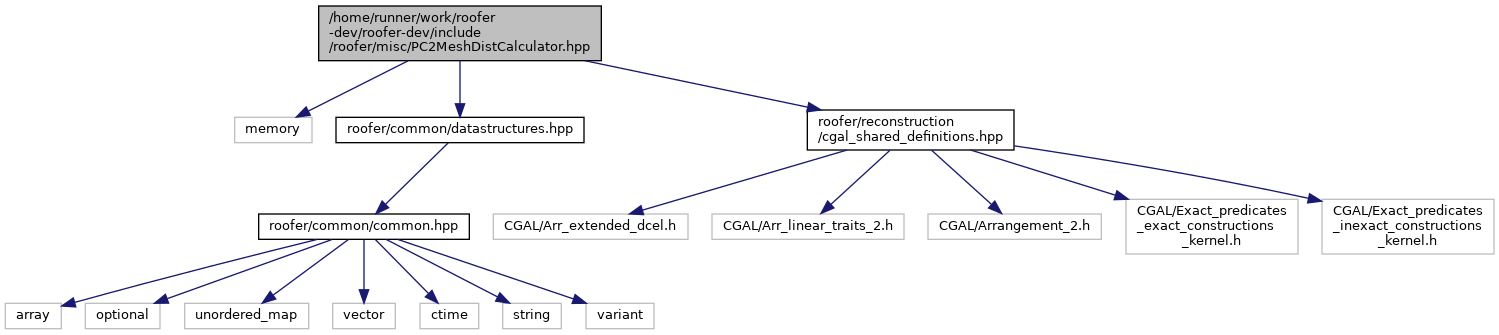 /home/runner/work/roofer
-dev/roofer-dev/include
/roofer/misc/PC2MeshDistCalculator.hpp
memory
roofer/common/datastructures.hpp
roofer/reconstruction
/cgal_shared_definitions.hpp
roofer/common/common.hpp
CGAL/Arr_extended_dcel.h
CGAL/Arr_linear_traits_2.h
CGAL/Arrangement_2.h
CGAL/Exact_predicates
_exact_constructions
_kernel.h
CGAL/Exact_predicates
_inexact_constructions
_kernel.h
array
optional
unordered_map
vector
ctime
string
variant